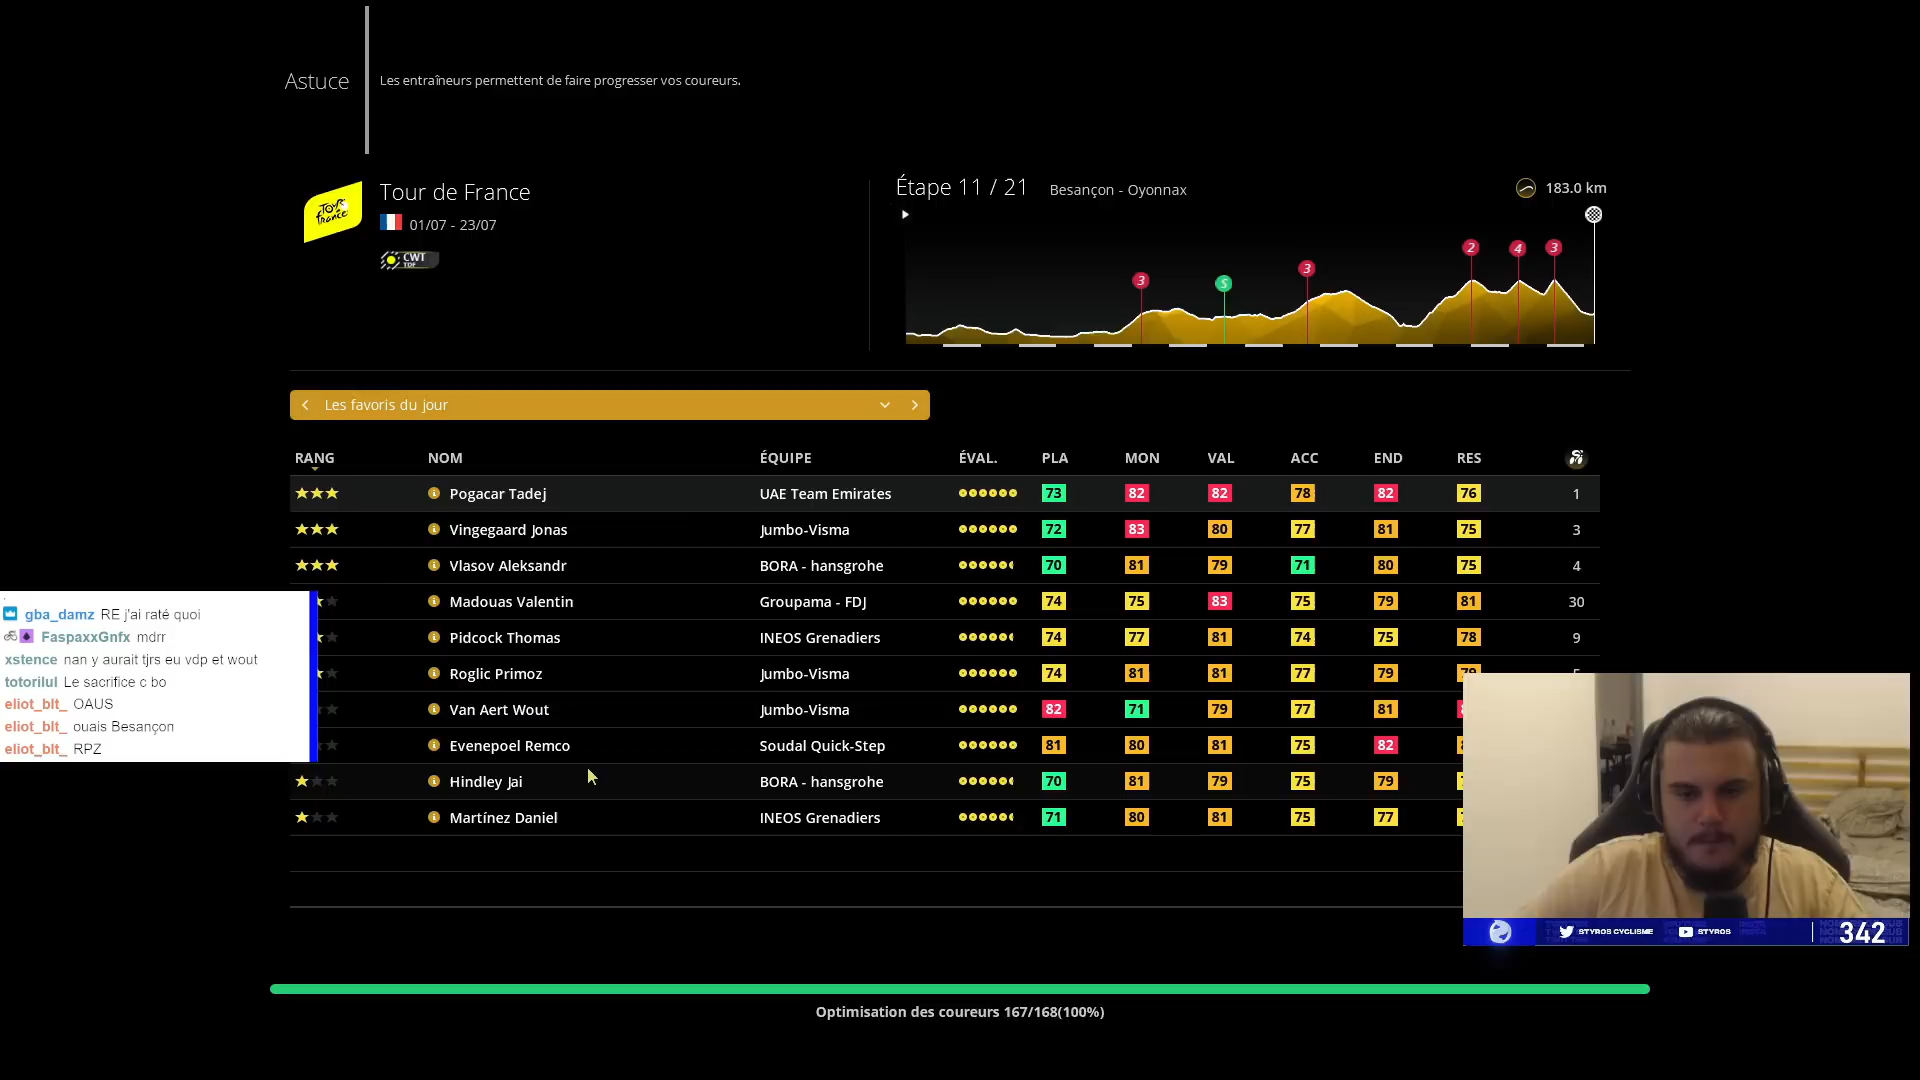 Astuce
Les entraîneurs permettent de faire progresser vos coureurs.
Tour de France
01/07 - 23/07
CWT
TDF
Étape 11 / 21 Besançon - Oyonnax 183.0 km
3 S 3 2 4 3
Les favoris du jour
RANG NOM ÉQUIPE ÉVAL. PLA MON VAL ACC END RES
Pogacar Tadej UAE Team Emirates 73 82 82 78 82 76 1
Vingegaard Jonas Jumbo-Visma 72 83 80 77 81 75 3
Vlasov Aleksandr BORA - hansgrohe 70 81 79 71 80 75 4
Madouas Valentin Groupama - FDJ 74 75 83 75 79 81 30
Pidcock Thomas INEOS Grenadiers 74 77 81 74 75 78 9
Roglic Primoz Jumbo-Visma 74 81 81 77 79
Van Aert Wout Jumbo-Visma 82 71 79 77 81
Evenepoel Remco Soudal Quick-Step 81 80 81 75 82
Hindley Jai BORA - hansgrohe 70 81 79 75 79
Martínez Daniel INEOS Grenadiers 71 80 81 75 77
gba_damz RE j'ai raté quoi
FaspaxxGnfx mdrr
xstence nan y aurait tjrs eu vdp et wout
totorilul Le sacrifice c bo
eliot_blt_ OAUS
eliot_blt_ ouais Besançon
eliot_blt_ RPZ
STYROS CYCLISME STYROS 342
Optimisation des coureurs 167/168(100%)